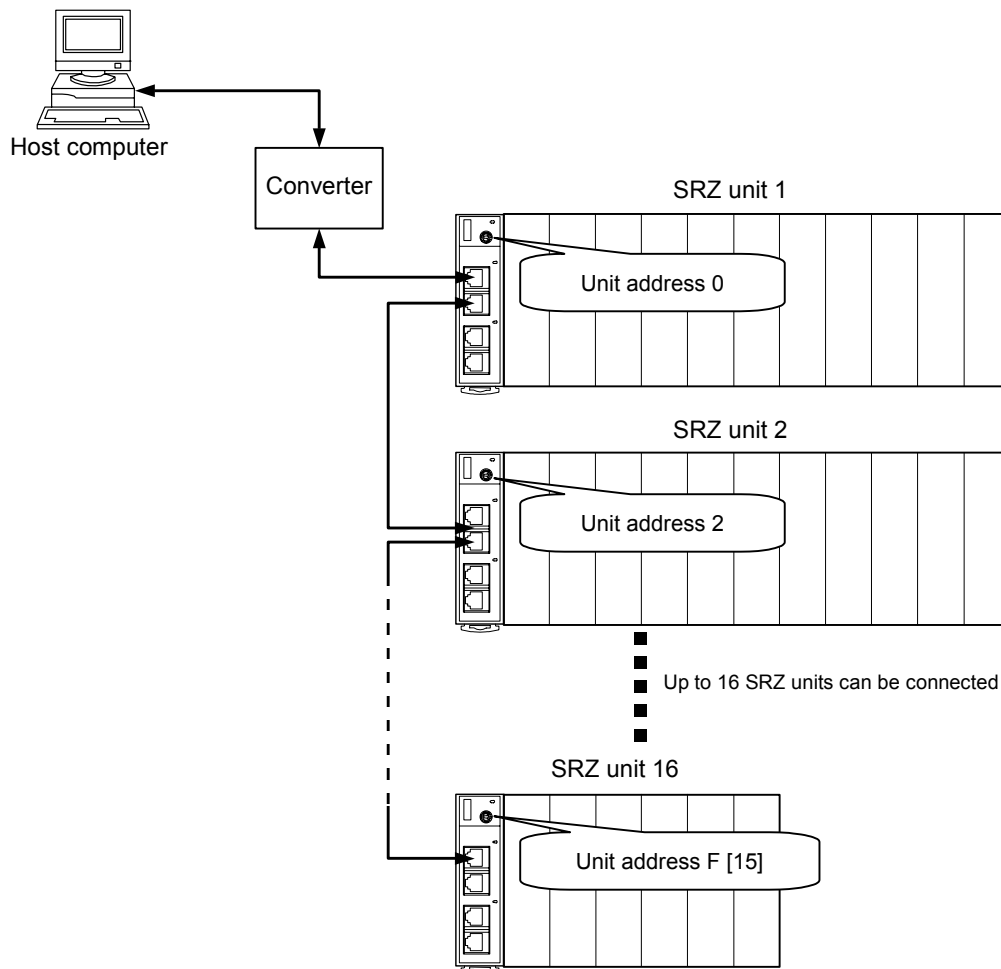 Host computer
Converter
SRZ unit 1
Unit address 0
SRZ unit 2
Unit address 2
Up to 16 SRZ units can be connected
SRZ unit 16
Unit address F [15]